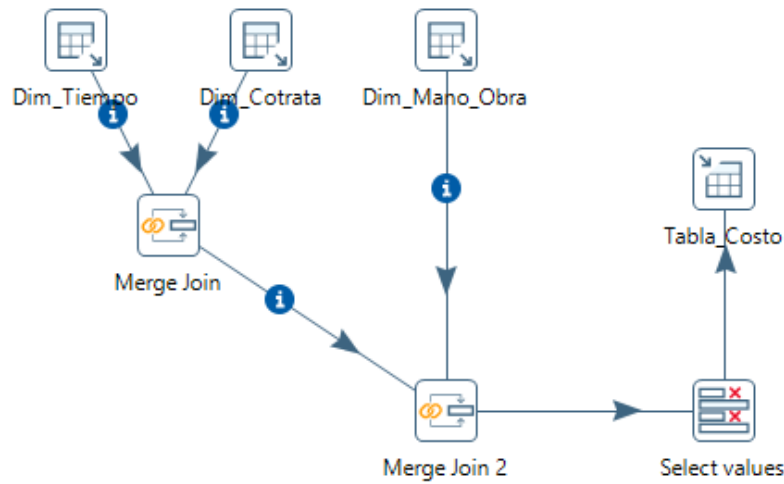 Dim_Tiempo
Dim_Cotrata
Dim_Mano_Obra
Tabla_Costo
Merge Join
Merge Join 2
Select values